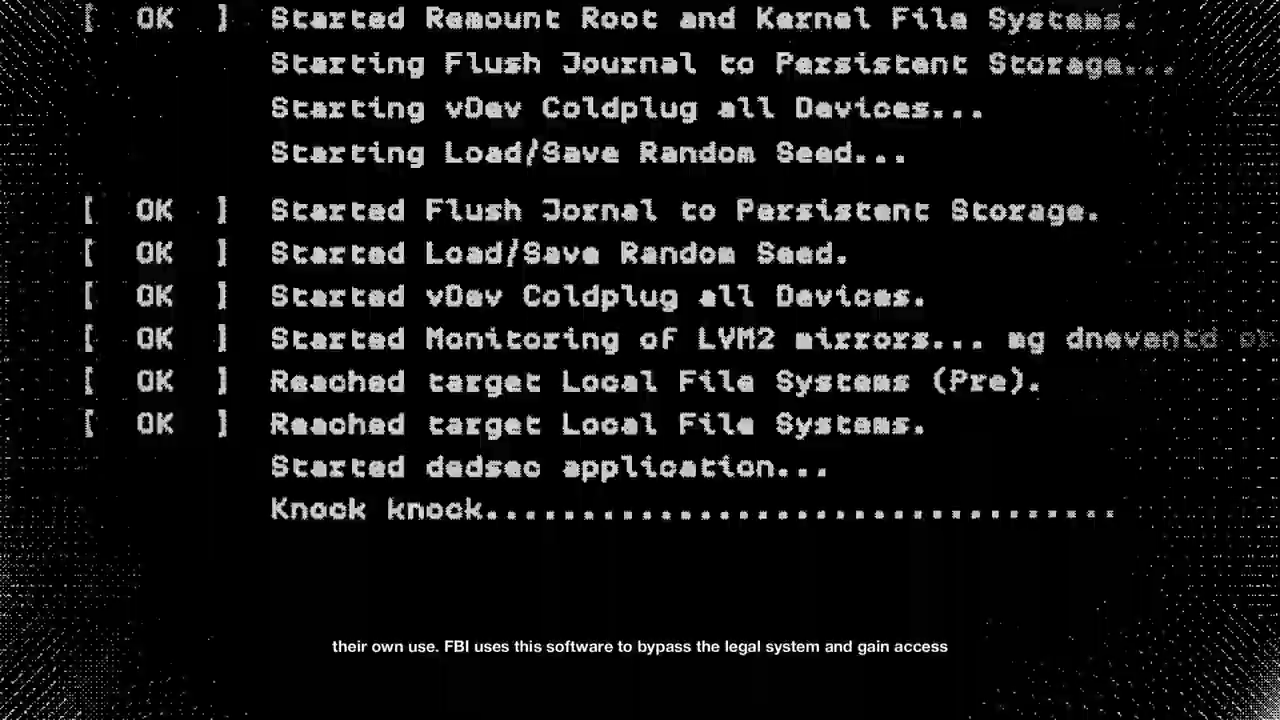 [ OK ] Started Remount Root and Kernel File Systems.
Starting Flush Journal to Persistent Storage...
Starting vDev Coldplug all Devices...
Starting Load/Save Random Seed...
[ OK ] Started Flush Jornal to Persistent Storage.
[ OK ] Started Load/Save Random Seed.
[ OK ] Started vDev Coldplug all Devices.
[ OK ] Started Monitoring of LVM2 mirrors... mg dneventd or
[ OK ] Reached target Local File Systems (Pre).
[ OK ] Reached target Local File Systems.
Started dedsec application...
Knock knock.................................
their own use. FBI uses this software to bypass the legal system and gain access